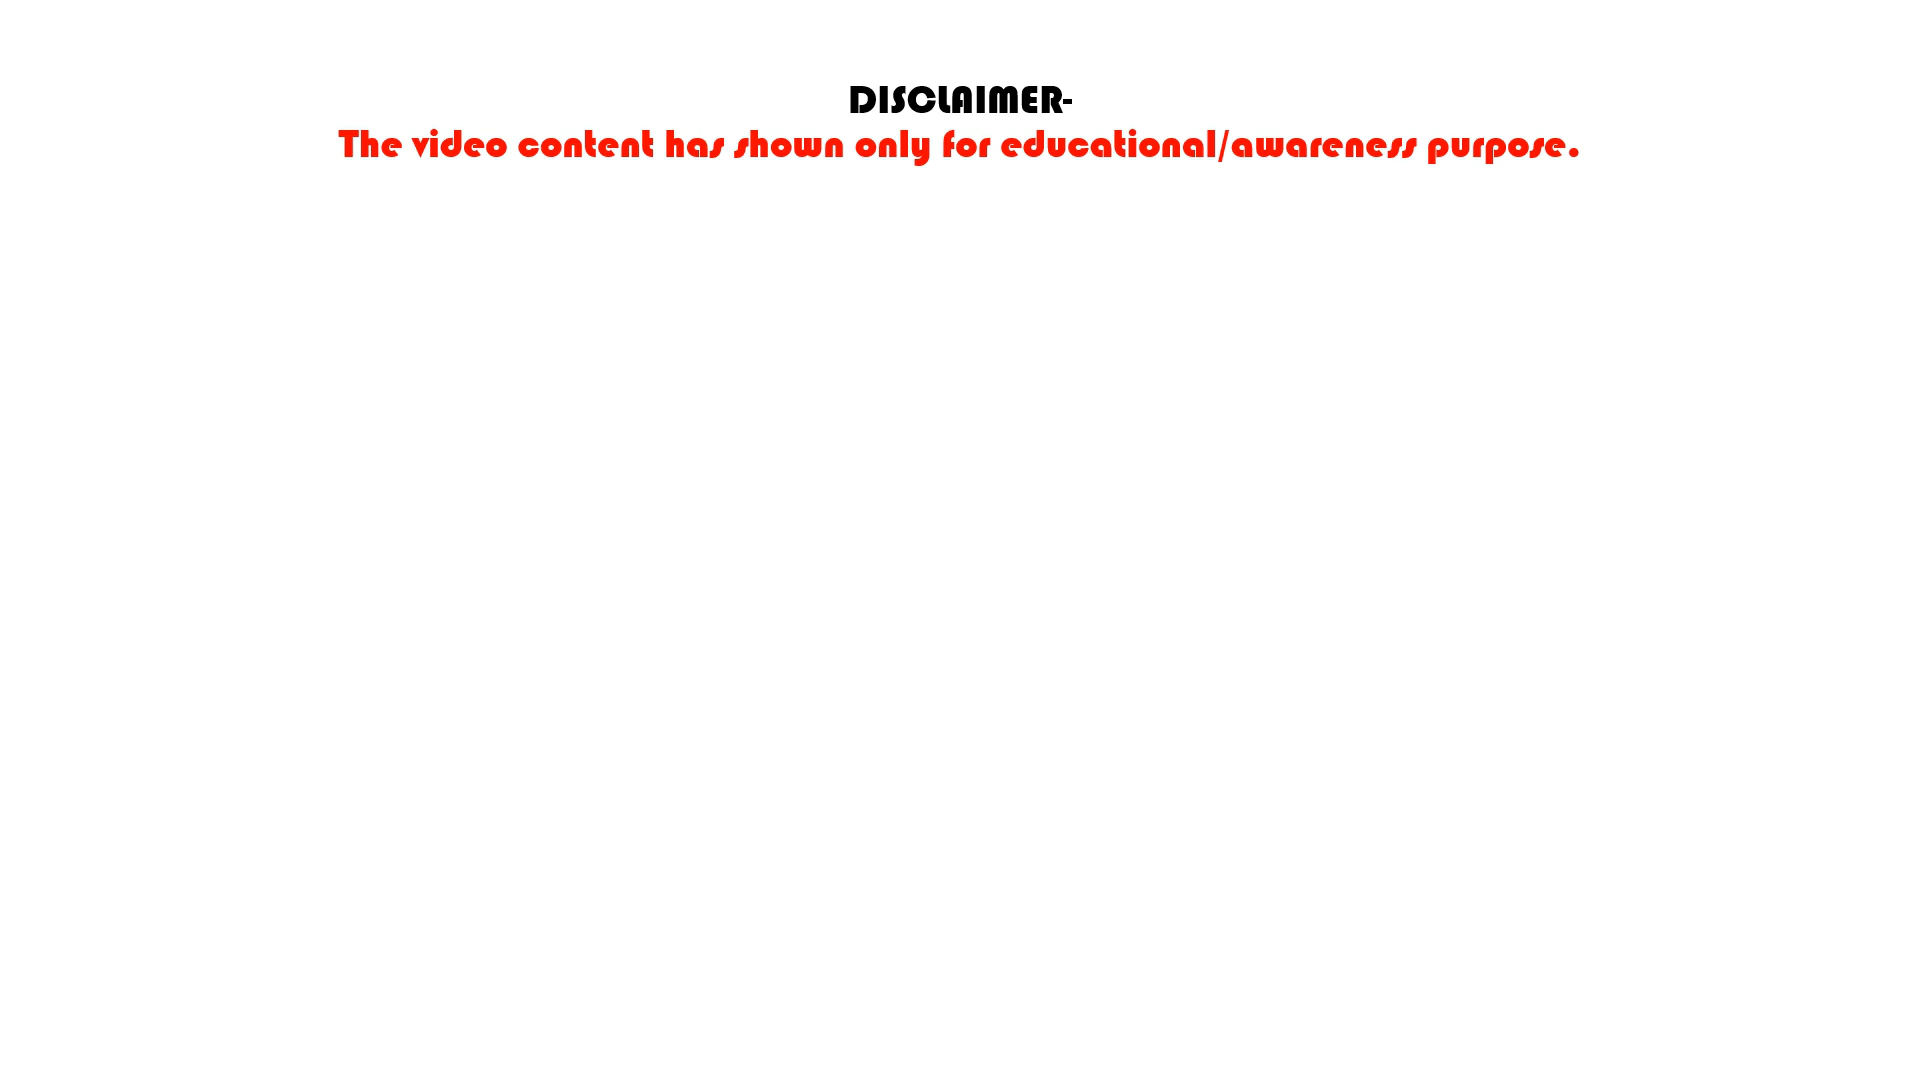 DISCLAIMER-
The video content has shown only for educational/awareness purpose.